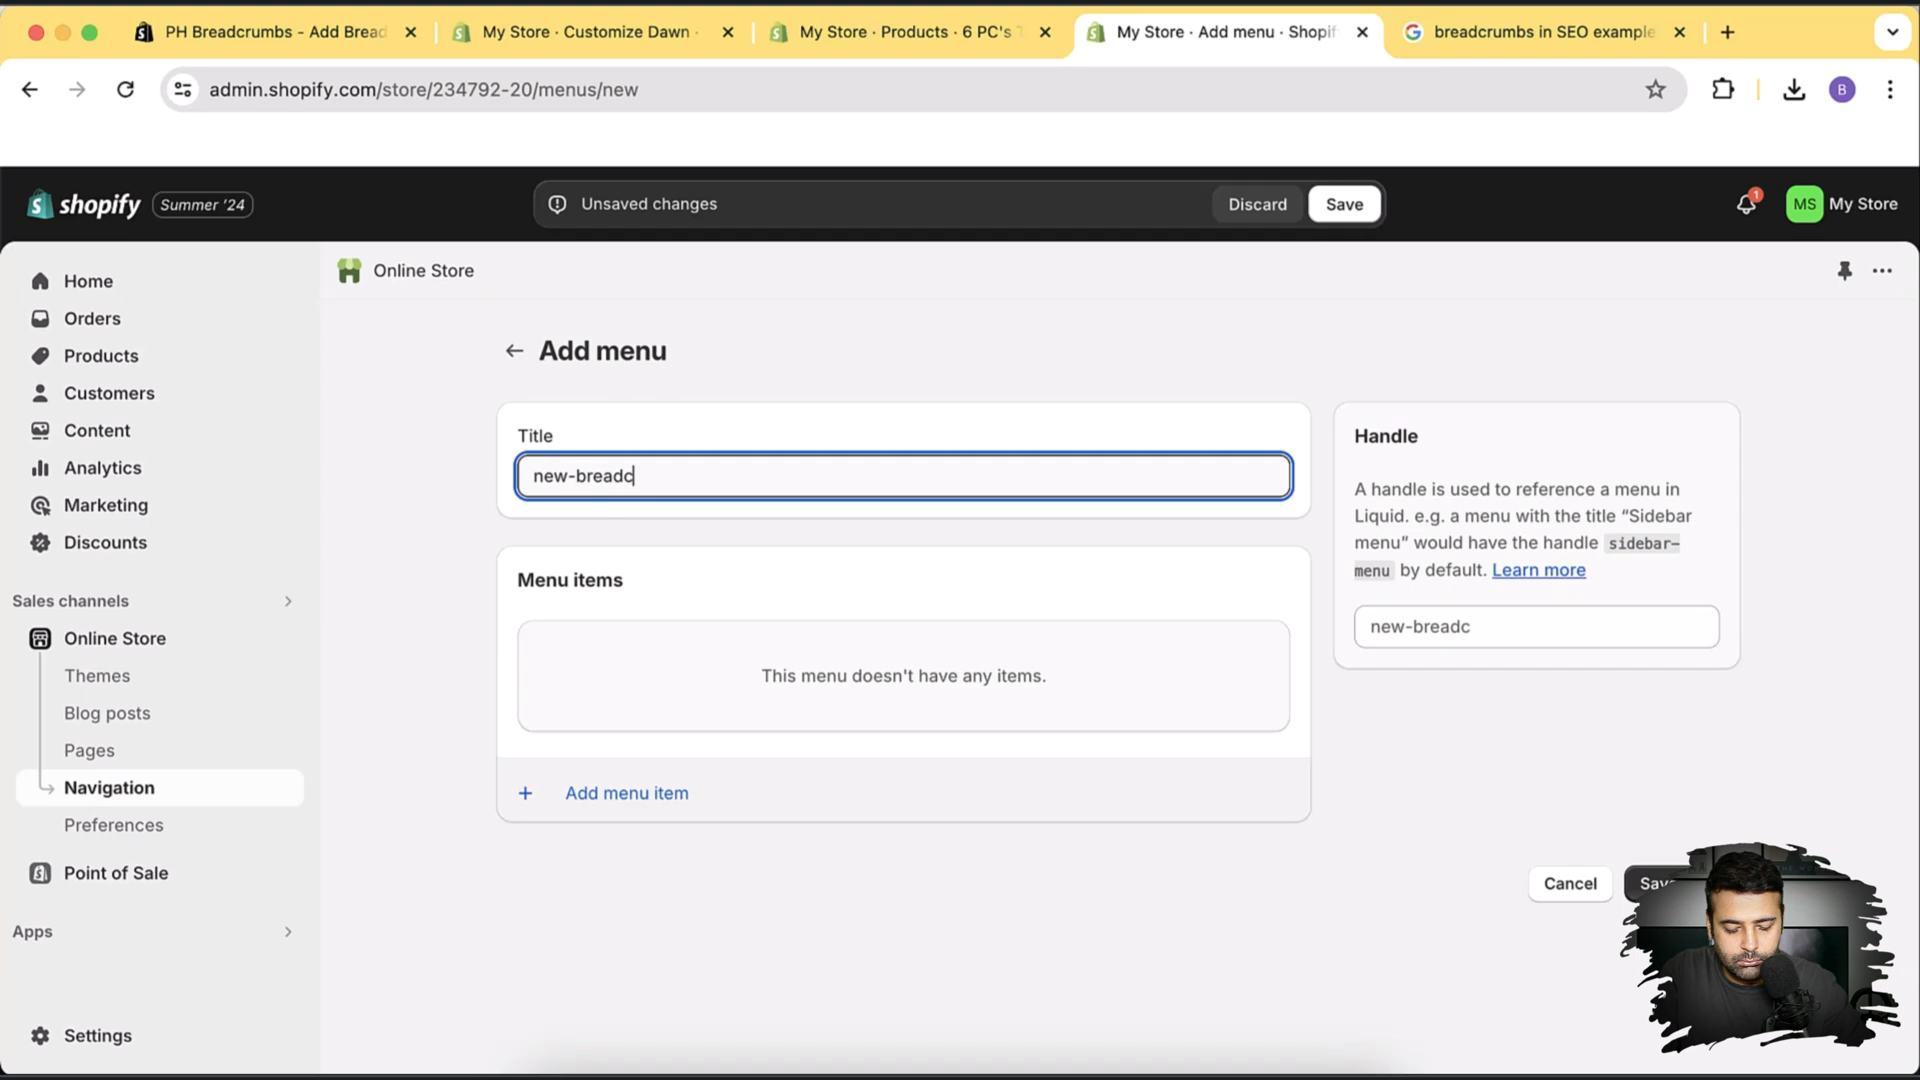 PH Breadcrumbs - Add Bread
My Store · Customize Dawn
My Store · Products · 6 PC's
My Store · Add menu · Shopif
breadcrumbs in SEO example
admin.shopify.com/store/234792-20/menus/new
B
shopify
Summer '24
Unsaved changes
Discard
Save
1
MS
My Store
Home
Orders
Products
Customers
Content
Analytics
Marketing
Discounts
Sales channels
Online Store
Themes
Blog posts
Pages
Navigation
Preferences
Point of Sale
Apps
Settings
Online Store
Add menu
Title
new-breadc
Menu items
This menu doesn't have any items.
Add menu item
Handle
A handle is used to reference a menu in
Liquid. e.g. a menu with the title “Sidebar
menu” would have the handle sidebar-
menu by default. Learn more
new-breadc
Cancel